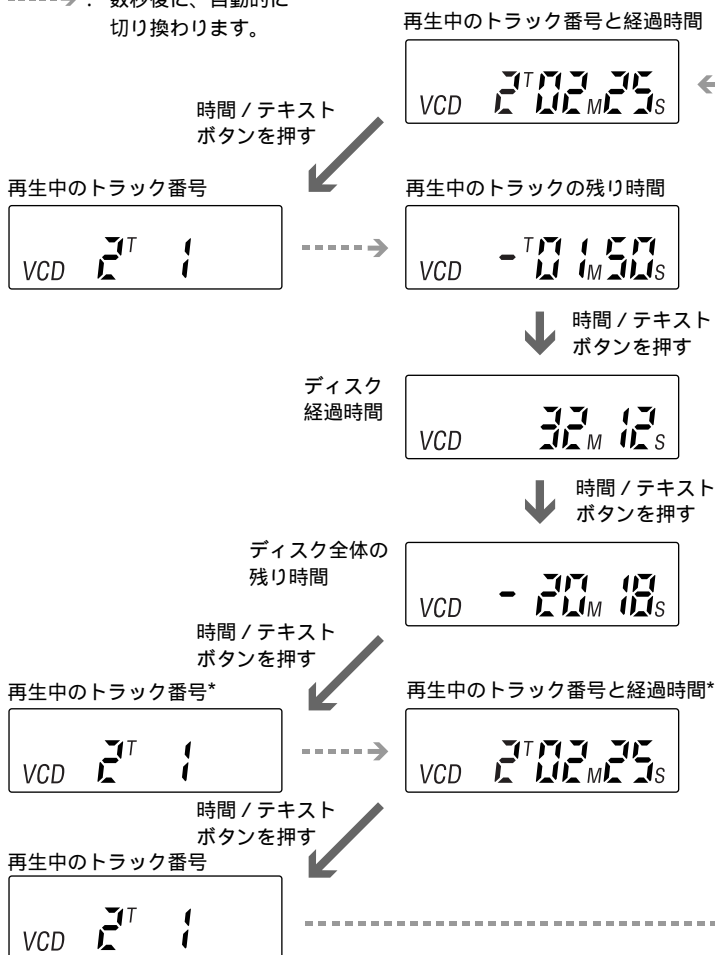 -----→ : 数秒後に、自動的に
切り換わります。
再生中のトラック番号と経過時間
VCD 2T02M25S
時間 / テキスト
ボタンを押す
再生中のトラック番号
VCD 2T 1
再生中のトラックの残り時間
VCD -T01M50S
時間 / テキスト
ボタンを押す
ディスク
経過時間
VCD 32M 12S
時間 / テキスト
ボタンを押す
ディスク全体の
残り時間
VCD - 20M 18S
時間 / テキスト
ボタンを押す
再生中のトラック番号*
VCD 2T 1
再生中のトラック番号と経過時間*
VCD 2T02M25S
時間 / テキスト
ボタンを押す
再生中のトラック番号
VCD 2T 1